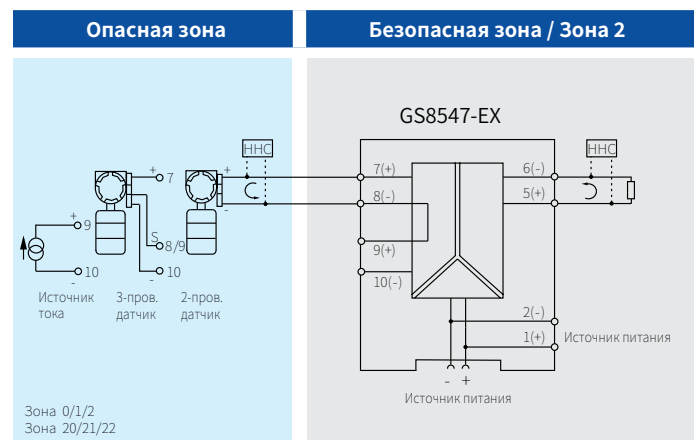 Опасная зона
Безопасная зона / Зона 2
GS8547-EX
ННС
ННС
+
7
+
7(+)
6(-)
8(-)
5(+)
-
+
9
S
8/9
9(+)
10
-
10
-
10(-)
Источник
тока
3-пров.
датчик
2-пров.
датчик
2(-)
1(+)
Источник питания
- +
Источник питания
Зона 0/1/2
Зона 20/21/22